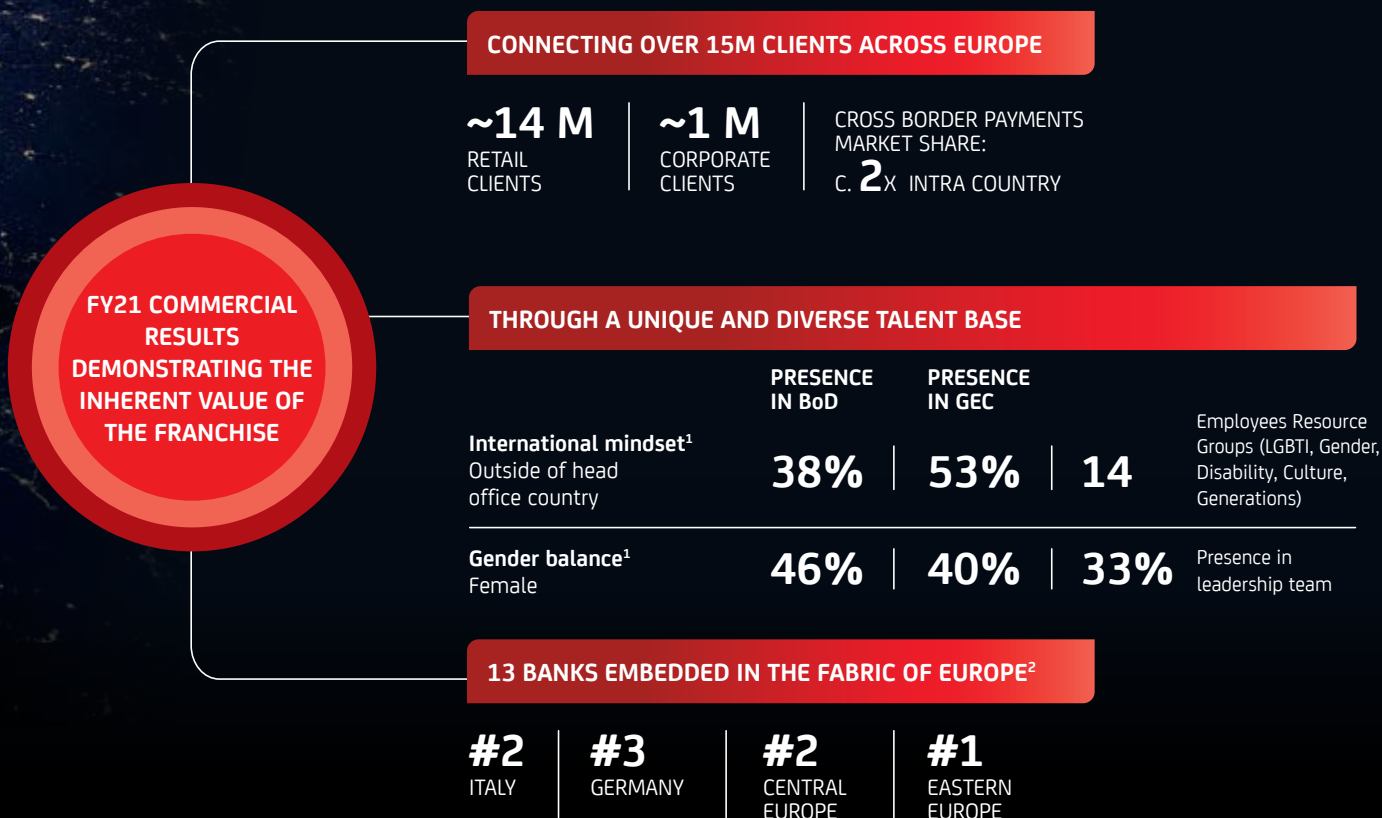 CONNECTING OVER 15M CLIENTS ACROSS EUROPE
~14 M
RETAIL
CLIENTS
~1 M
CORPORATE
CLIENTS
CROSS BORDER PAYMENTS
MARKET SHARE:
C. 2X INTRA COUNTRY
FY21 COMMERCIAL
RESULTS
DEMONSTRATING THE
INHERENT VALUE OF
THE FRANCHISE
THROUGH A UNIQUE AND DIVERSE TALENT BASE
PRESENCE
IN BoD
PRESENCE
IN GEC
International mindset¹
Outside of head
office country
38%
53%
14
Employees Resource
Groups (LGBTI, Gender,
Disability, Culture,
Generations)
Gender balance¹
Female
46%
40%
33%
Presence in
leadership team
13 BANKS EMBEDDED IN THE FABRIC OF EUROPE²
#2
ITALY
#3
GERMANY
#2
CENTRAL
EUROPE
#1
EASTERN
EUROPE